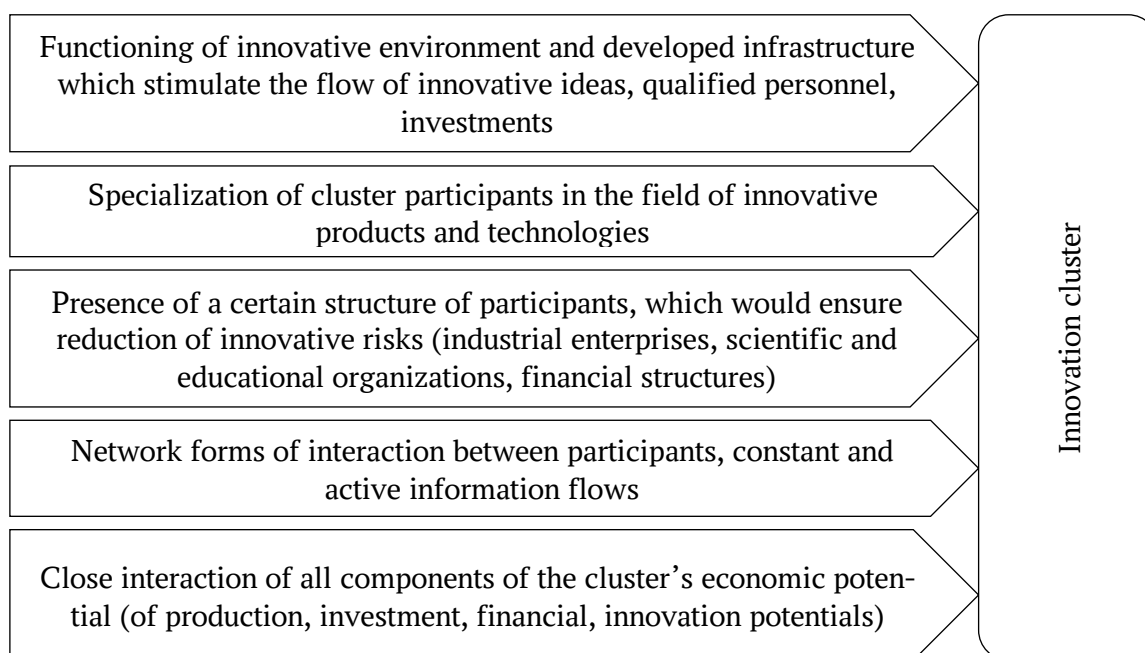 Functioning of innovative environment and developed infrastructure
which stimulate the flow of innovative ideas, qualified personnel,
investments
Specialization of cluster participants in the field of innovative
products and technologies
Presence of a certain structure of participants, which would ensure
reduction of innovative risks (industrial enterprises, scientific and
educational organizations, financial structures)
Network forms of interaction between participants, constant and
active information flows
Close interaction of all components of the cluster’s economic poten-
tial (of production, investment, financial, innovation potentials)
Innovation cluster